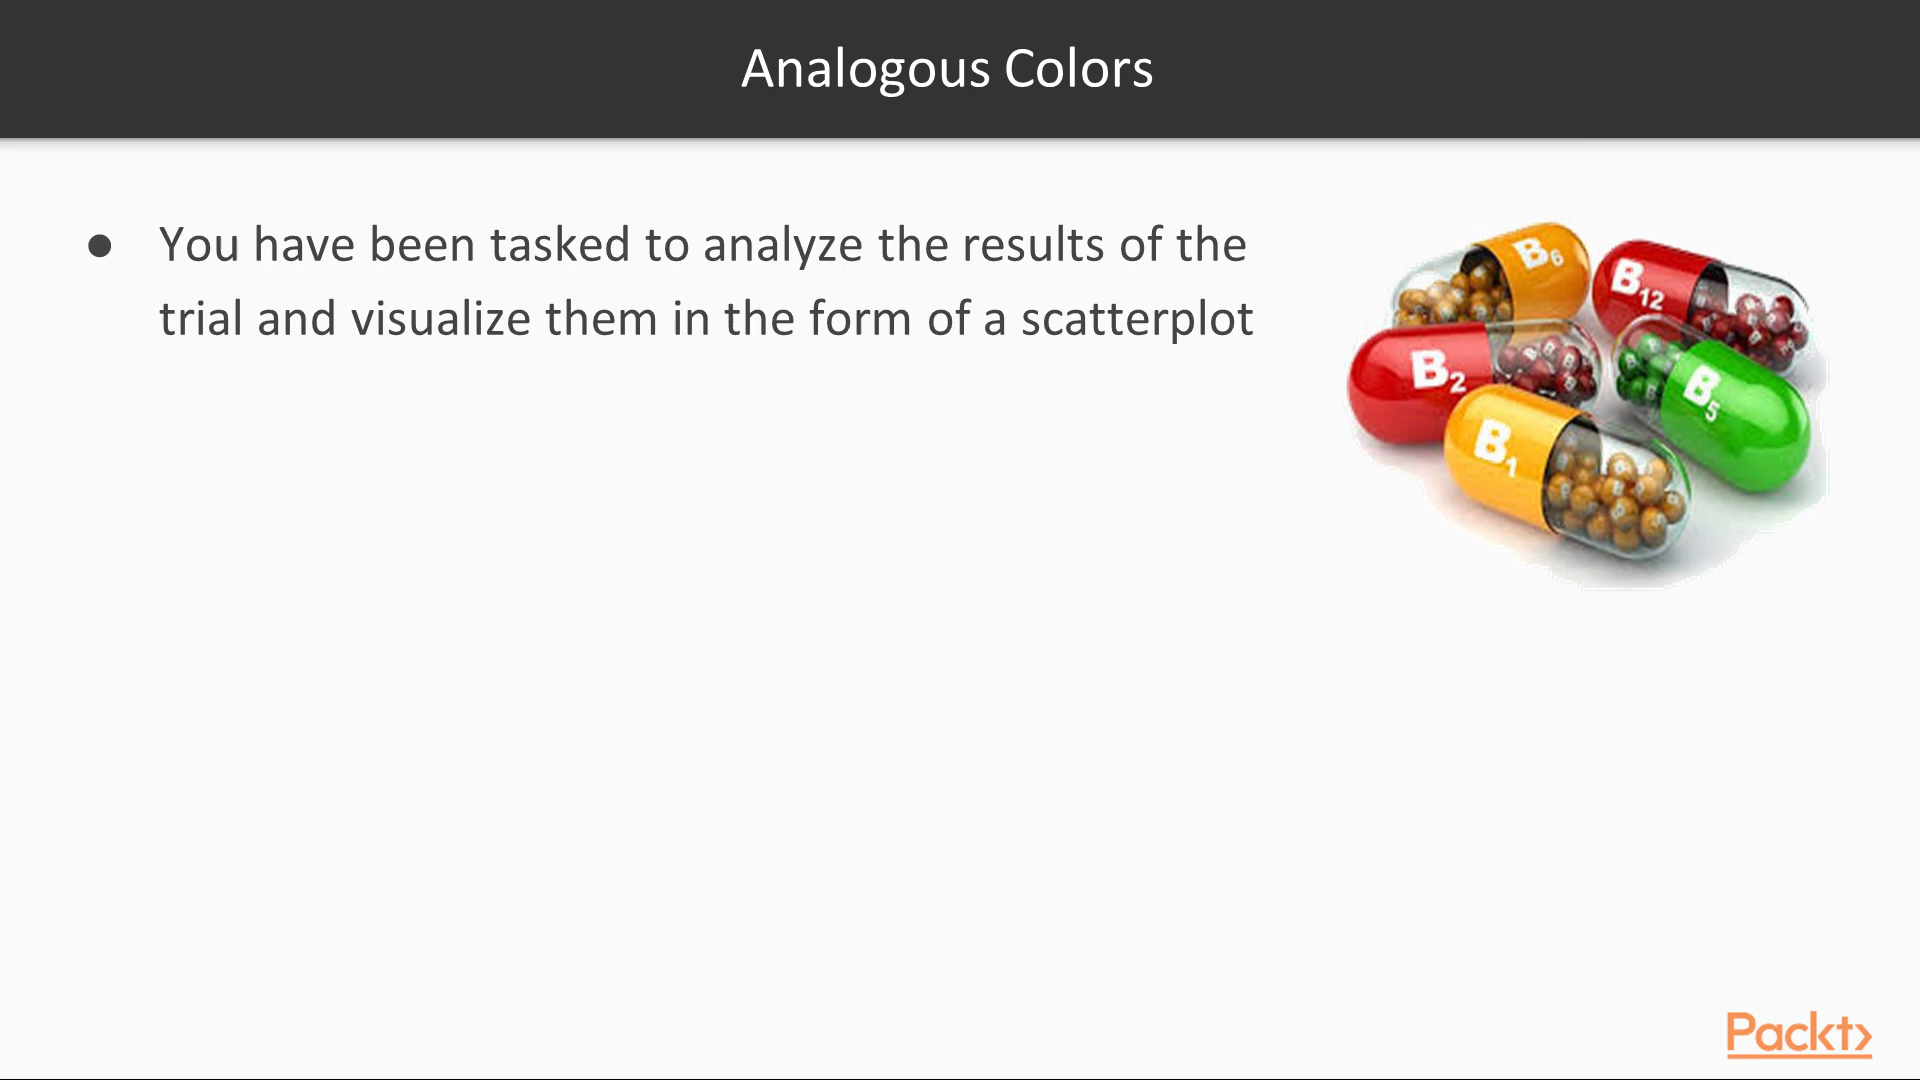 Analogous Colors
● You have been tasked to analyze the results of the
trial and visualize them in the form of a scatterplot
B6
B12
B2
B5
B1
Packt>